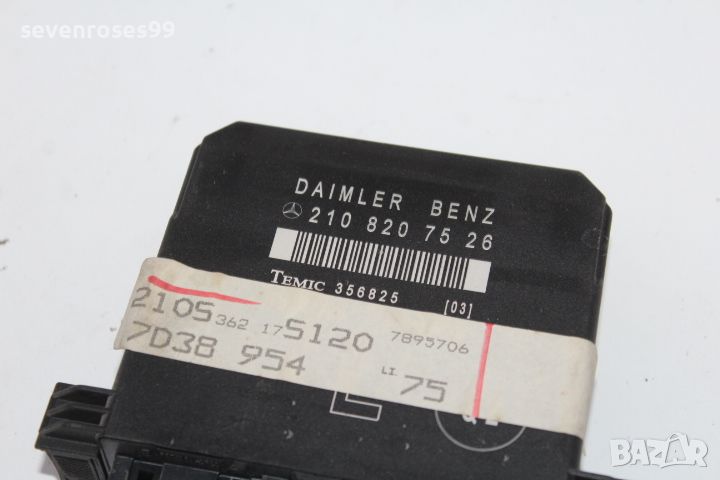 sevenroses99
DAIMLER BENZ
210 820 75 26
TEMIC 356825 [03]
210S 362 17 S120 7895706
7D38 954 LI 75
L
BAZAR